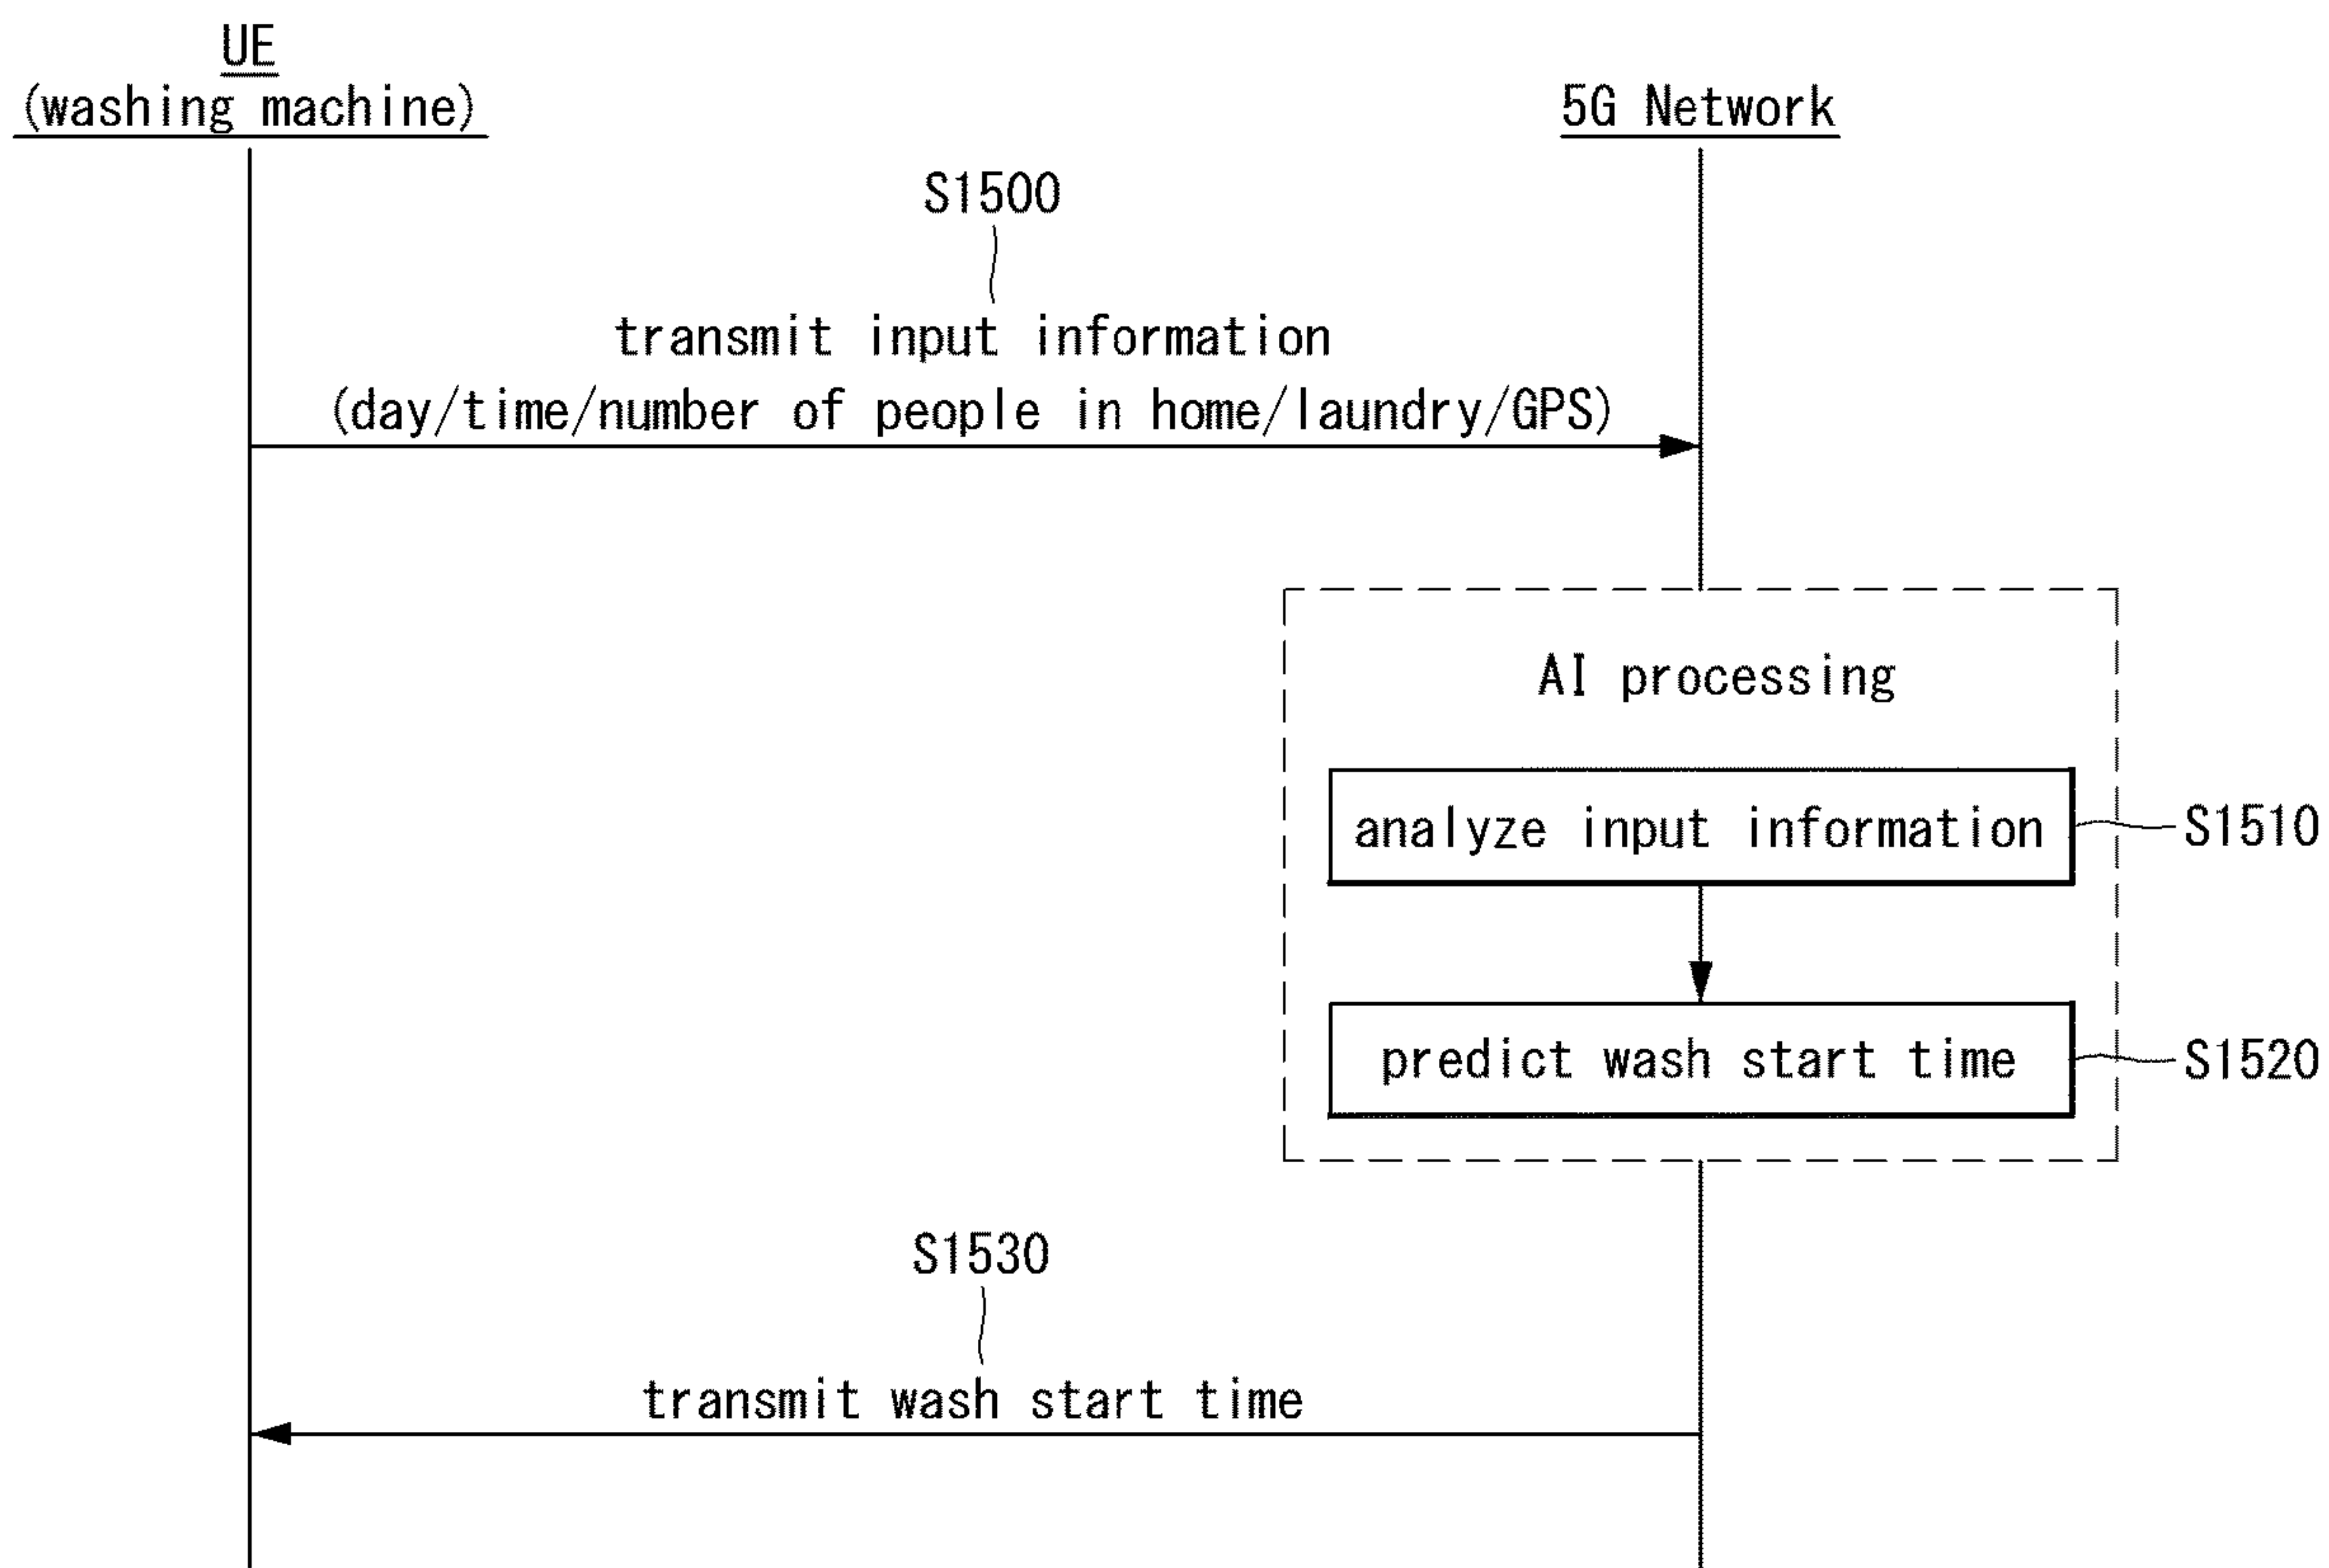 UE
(washing machine)
5G Network
S1500
transmit input information
(day/time/number of people in home/laundry/GPS)
AI processing
analyze input information
S1510
predict wash start time
S1520
S1530
transmit wash start time